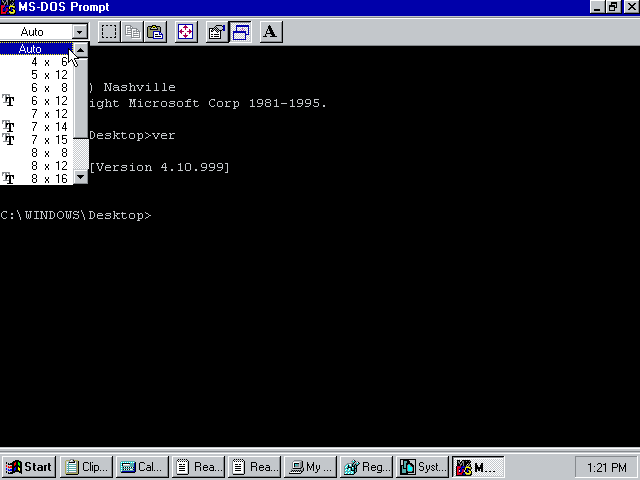 MS-DOS Prompt
Auto
Auto
4 x 6
5 x 12
6 x 8
6 x 12
7 x 12
7 x 14
7 x 15
8 x 8
8 x 12
8 x 16
A
) Nashville
ight Microsoft Corp 1981-1995.
Desktop>ver
[Version 4.10.999]
C:\WINDOWS\Desktop>
Start Clip... Cal... Rea... Rea... My ... Reg... Syst... M... 1:21 PM